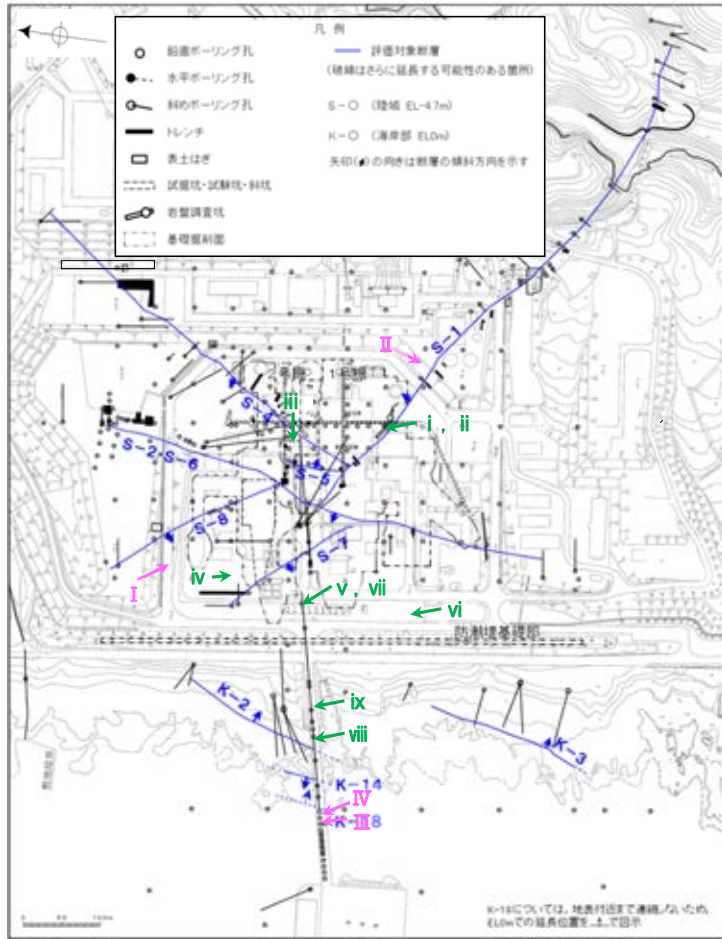 凡 例
鉛直ボーリング孔
水平ボーリング孔
斜めボーリング孔
トレンチ
表土はぎ
試掘坑・試験坑・斜坑
岩盤調査坑
基礎掘削面
評価対象断層
(破線はさらに延長する可能性のある箇所)
S-○ (陸域 EL-4.7m)
K-○ (海岸部 EL0m)
矢印( )の向きは断層の傾斜方向を示す
S-1
Ⅱ
1号
iii
S-4
i , ii
S-2・S-6
S-5
S-8
S-7
I
iv
v , vii
vi
防潮堤基礎部
K-2
ix
viii
K-3
K-14
Ⅳ
Ⅲ
K-18
K-18については、地表付近まで連続しないため、
EL0mでの延長位置を で図示